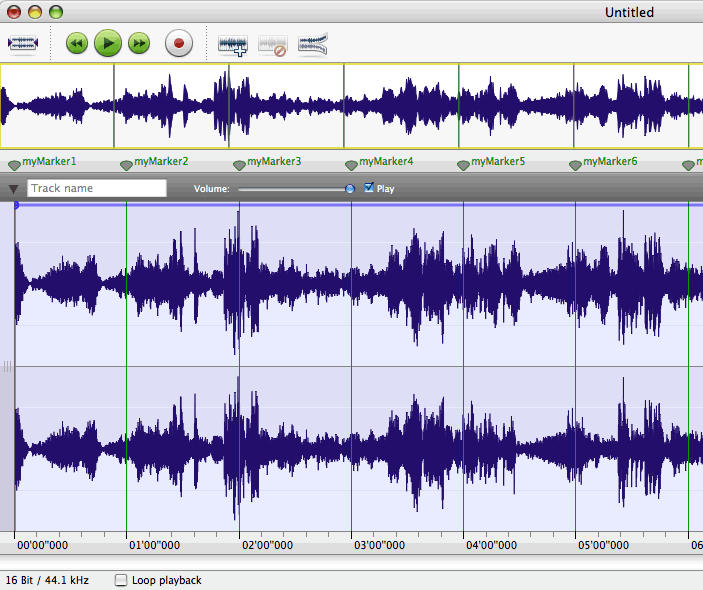 Untitled
myMarker1 myMarker2 myMarker3 myMarker4 myMarker5 myMarker6 m
Track name Volume: Play
00'00"000 01'00"000 02'00"000 03'00"000 04'00"000 05'00"000 06
16 Bit / 44.1 kHz Loop playback